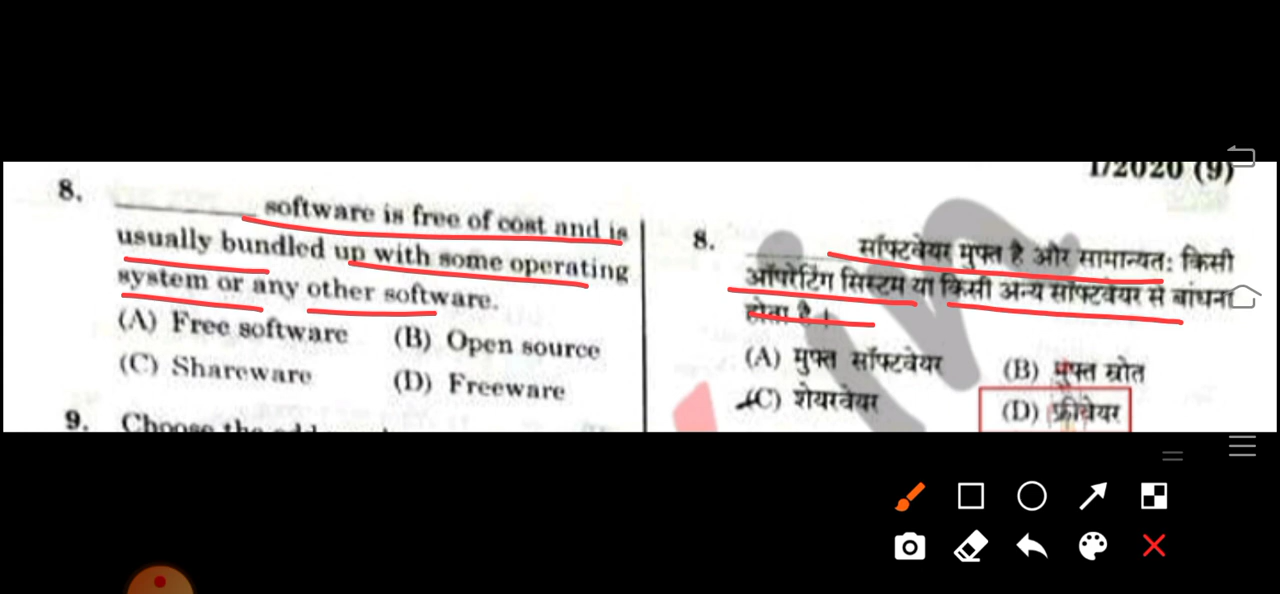 1/2020 (9)
8.
________ software is free of cost and is
usually bundled up with some operating
system or any other software.
(A) Free software (B) Open source
(C) Shareware (D) Freeware
9. Choose the odd
8.
________ सॉफ्टवेयर मुफ्त है और सामान्यत: किसी
ऑपरेटिंग सिस्टम या किसी अन्य सॉफ्टवेयर से बांधना
होता है ।
(A) मुफ्त सॉफ्टवेयर (B) मुफ्त स्रोत
(C) शेयरवेयर (D) फ्रीवेयर